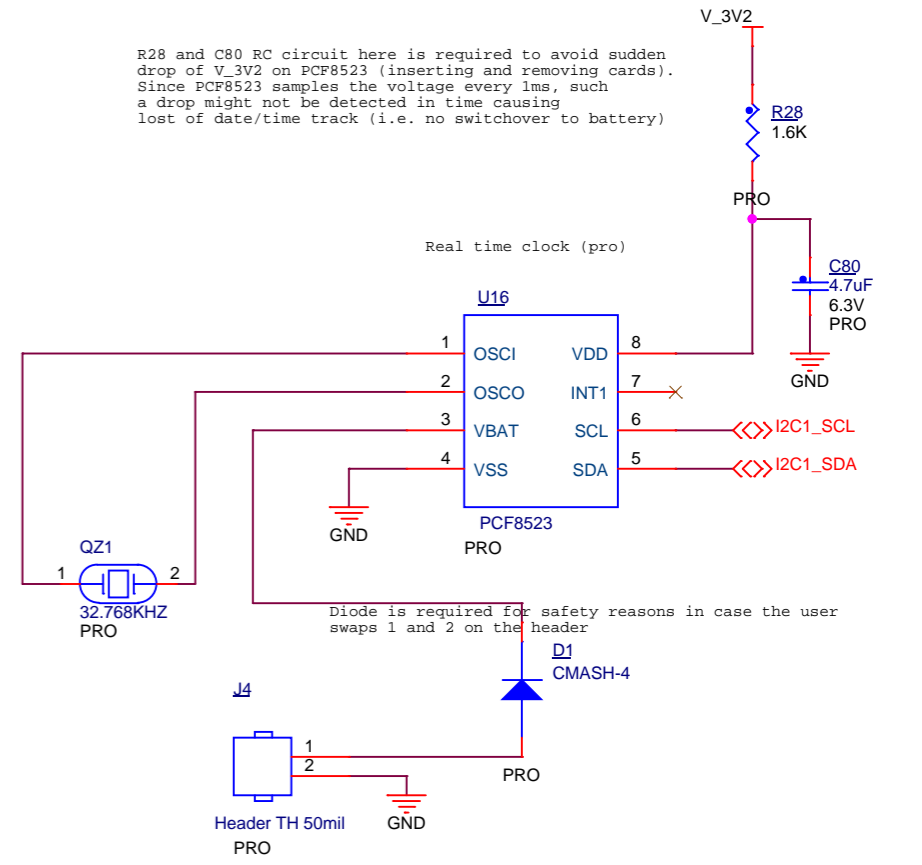 V_3V2
R28 and C80 RC circuit here is required to avoid sudden
drop of V_3V2 on PCF8523 (inserting and removing cards).
Since PCF8523 samples the voltage every 1ms, such
a drop might not be detected in time causing
lost of date/time track (i.e. no switchover to battery)
R28
1.6K
PRO
Real time clock (pro)
C80
4.7uF
6.3V
PRO
GND
U16
1 OSCI VDD 8
2 OSCO INT1 7
3 VBAT SCL 6 I2C1_SCL
4 VSS SDA 5 I2C1_SDA
GND
PCF8523
PRO
QZ1
1 2
32.768KHZ
PRO
Diode is required for safety reasons in case the user
swaps 1 and 2 on the header
D1
CMASH-4
PRO
J4
1
2
GND
Header TH 50mil
PRO